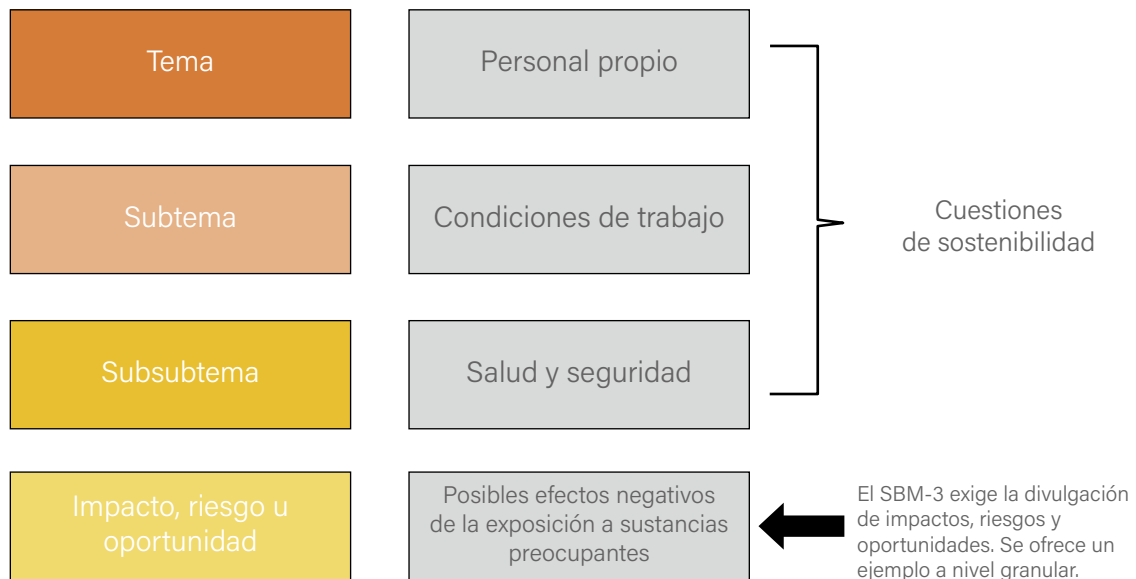 Tema
Personal propio
Subtema
Condiciones de trabajo
Cuestiones
de sostenibilidad
Subsubtema
Salud y seguridad
Impacto, riesgo u
oportunidad
Posibles efectos negativos
de la exposición a sustancias
preocupantes
El SBM-3 exige la divulgación
de impactos, riesgos y
oportunidades. Se ofrece un
ejemplo a nivel granular.